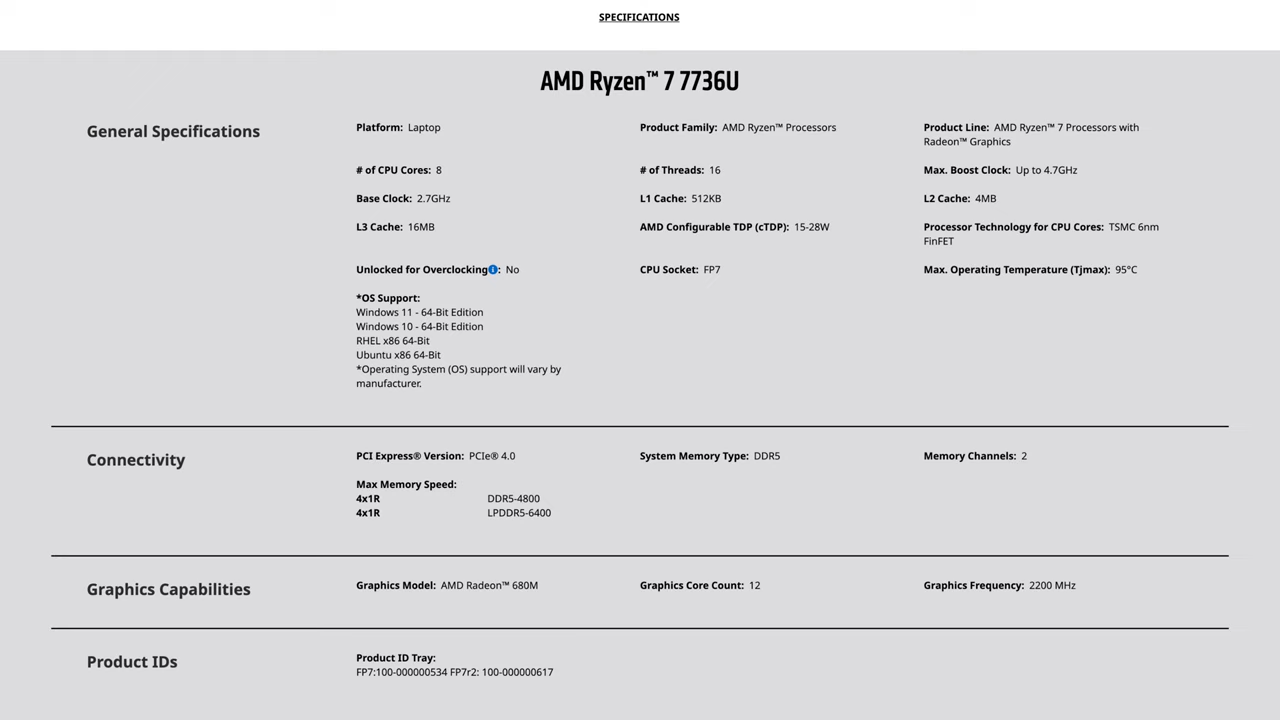 SPECIFICATIONS
AMD Ryzen™ 7 7736U
General Specifications
Platform: Laptop
Product Family: AMD Ryzen™ Processors
Product Line: AMD Ryzen™ 7 Processors with
Radeon™ Graphics
# of CPU Cores: 8
# of Threads: 16
Max. Boost Clock: Up to 4.7GHz
Base Clock: 2.7GHz
L1 Cache: 512KB
L2 Cache: 4MB
L3 Cache: 16MB
AMD Configurable TDP (cTDP): 15-28W
Processor Technology for CPU Cores: TSMC 6nm
FinFET
Unlocked for Overclocking: No
CPU Socket: FP7
Max. Operating Temperature (Tjmax): 95°C
*OS Support:
Windows 11 - 64-Bit Edition
Windows 10 - 64-Bit Edition
RHEL x86 64-Bit
Ubuntu x86 64-Bit
*Operating System (OS) support will vary by
manufacturer.
Connectivity
PCI Express® Version: PCIe® 4.0
System Memory Type: DDR5
Memory Channels: 2
Max Memory Speed:
4x1R DDR5-4800
4x1R LPDDR5-6400
Graphics Capabilities
Graphics Model: AMD Radeon™ 680M
Graphics Core Count: 12
Graphics Frequency: 2200 MHz
Product IDs
Product ID Tray:
FP7:100-000000534 FP7r2: 100-000000617